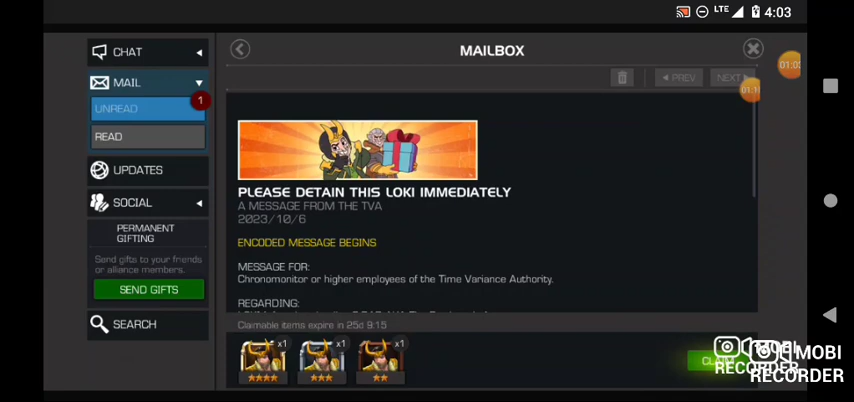 LTE 4:03
CHAT
MAIL
1
UNREAD
READ
UPDATES
SOCIAL
PERMANENT
GIFTING
Send gifts to your friends
or alliance members.
SEND GIFTS
SEARCH
MAILBOX
PREV NEXT
PLEASE DETAIN THIS LOKI IMMEDIATELY
A MESSAGE FROM THE TVA
2023/10/6
ENCODED MESSAGE BEGINS
MESSAGE FOR:
Chronomonitor or higher employees of the Time Variance Authority.
REGARDING:
Claimable items expire in 25d 9:15
x1 x1 x1
MOBI
RECORDER
MOBI
RECORDER